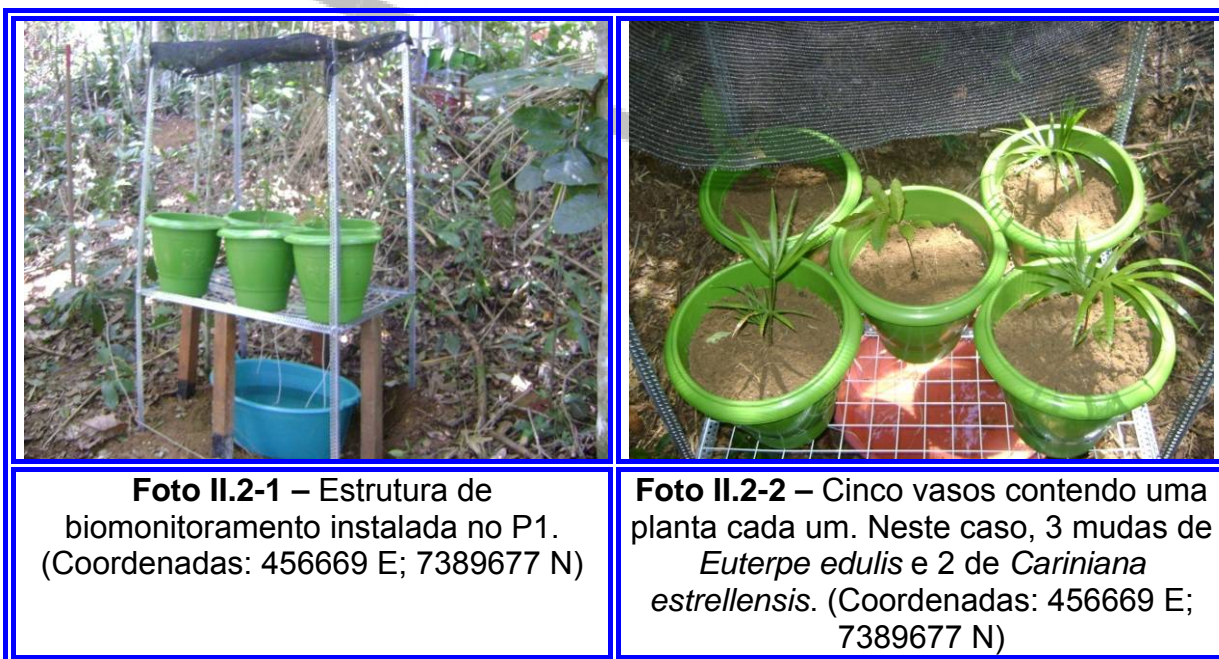 Foto II.2-1 – Estrutura de
biomonitoramento instalada no P1.
(Coordenadas: 456669 E; 7389677 N)
Foto II.2-2 – Cinco vasos contendo uma
planta cada um. Neste caso, 3 mudas de
Euterpe edulis e 2 de Cariniana
estrellensis. (Coordenadas: 456669 E;
7389677 N)